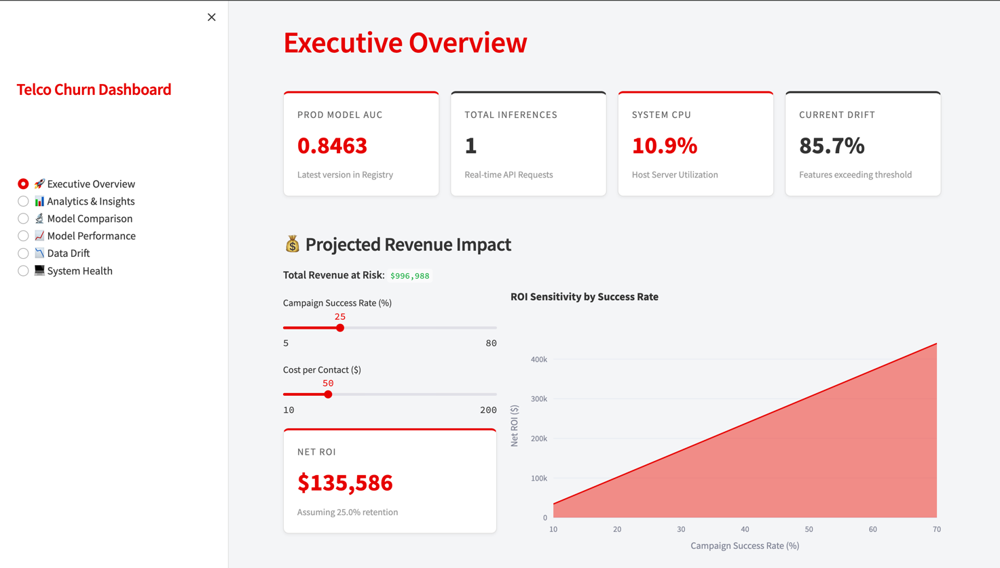 Telco Churn Dashboard
🚀 Executive Overview
📊 Analytics & Insights
🔬 Model Comparison
📈 Model Performance
📉 Data Drift
💻 System Health
Executive Overview
PROD MODEL AUC
0.8463
Latest version in Registry
TOTAL INFERENCES
1
Real-time API Requests
SYSTEM CPU
10.9%
Host Server Utilization
CURRENT DRIFT
85.7%
Features exceeding threshold
💰 Projected Revenue Impact
Total Revenue at Risk: $996,988
Campaign Success Rate (%)
25
5 80
Cost per Contact ($)
50
10 200
NET ROI
$135,586
Assuming 25.0% retention
ROI Sensitivity by Success Rate
Net ROI ($)
400k
300k
200k
100k
0
10 20 30 40 50 60 70
Campaign Success Rate (%)